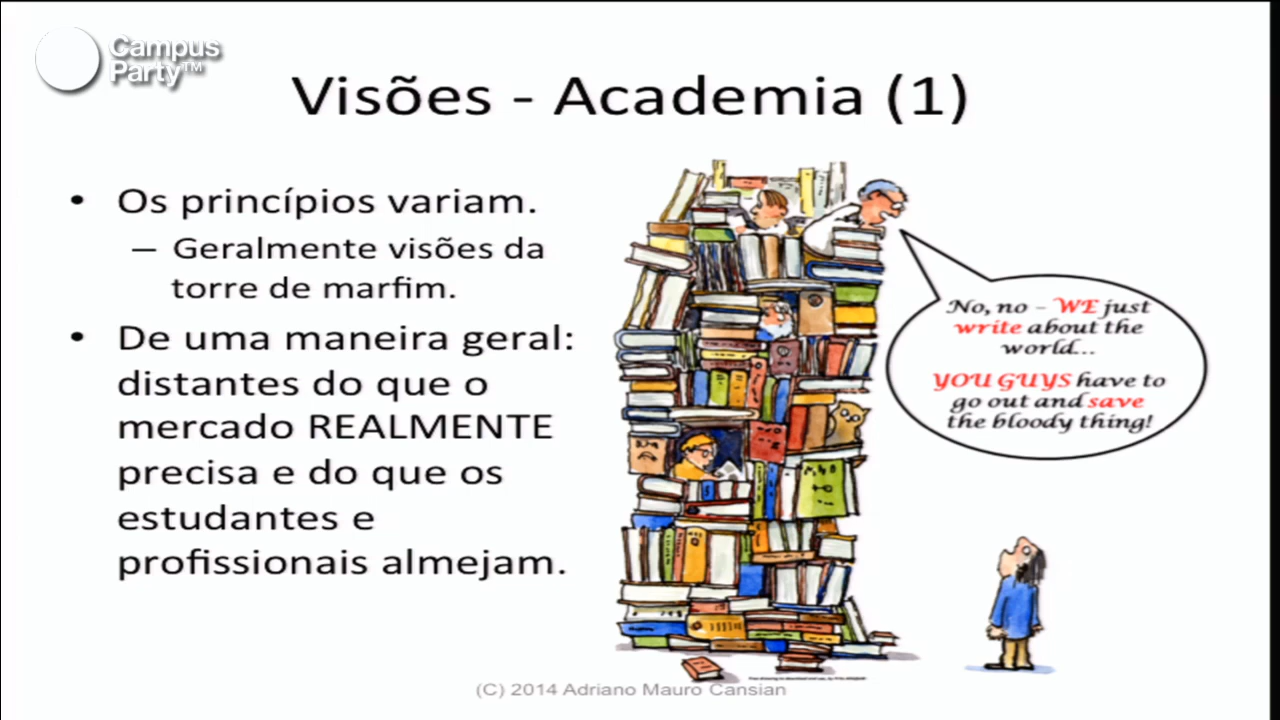 Campus
Party™
Visões - Academia (1)
• Os princípios variam.
– Geralmente visões da
torre de marfim.
• De uma maneira geral:
distantes do que o
mercado REALMENTE
precisa e do que os
estudantes e
profissionais almejam.
No, no – WE just
write about the
world...
YOU GUYS have to
go out and save
the bloody thing!
(C) 2014 Adriano Mauro Cansian